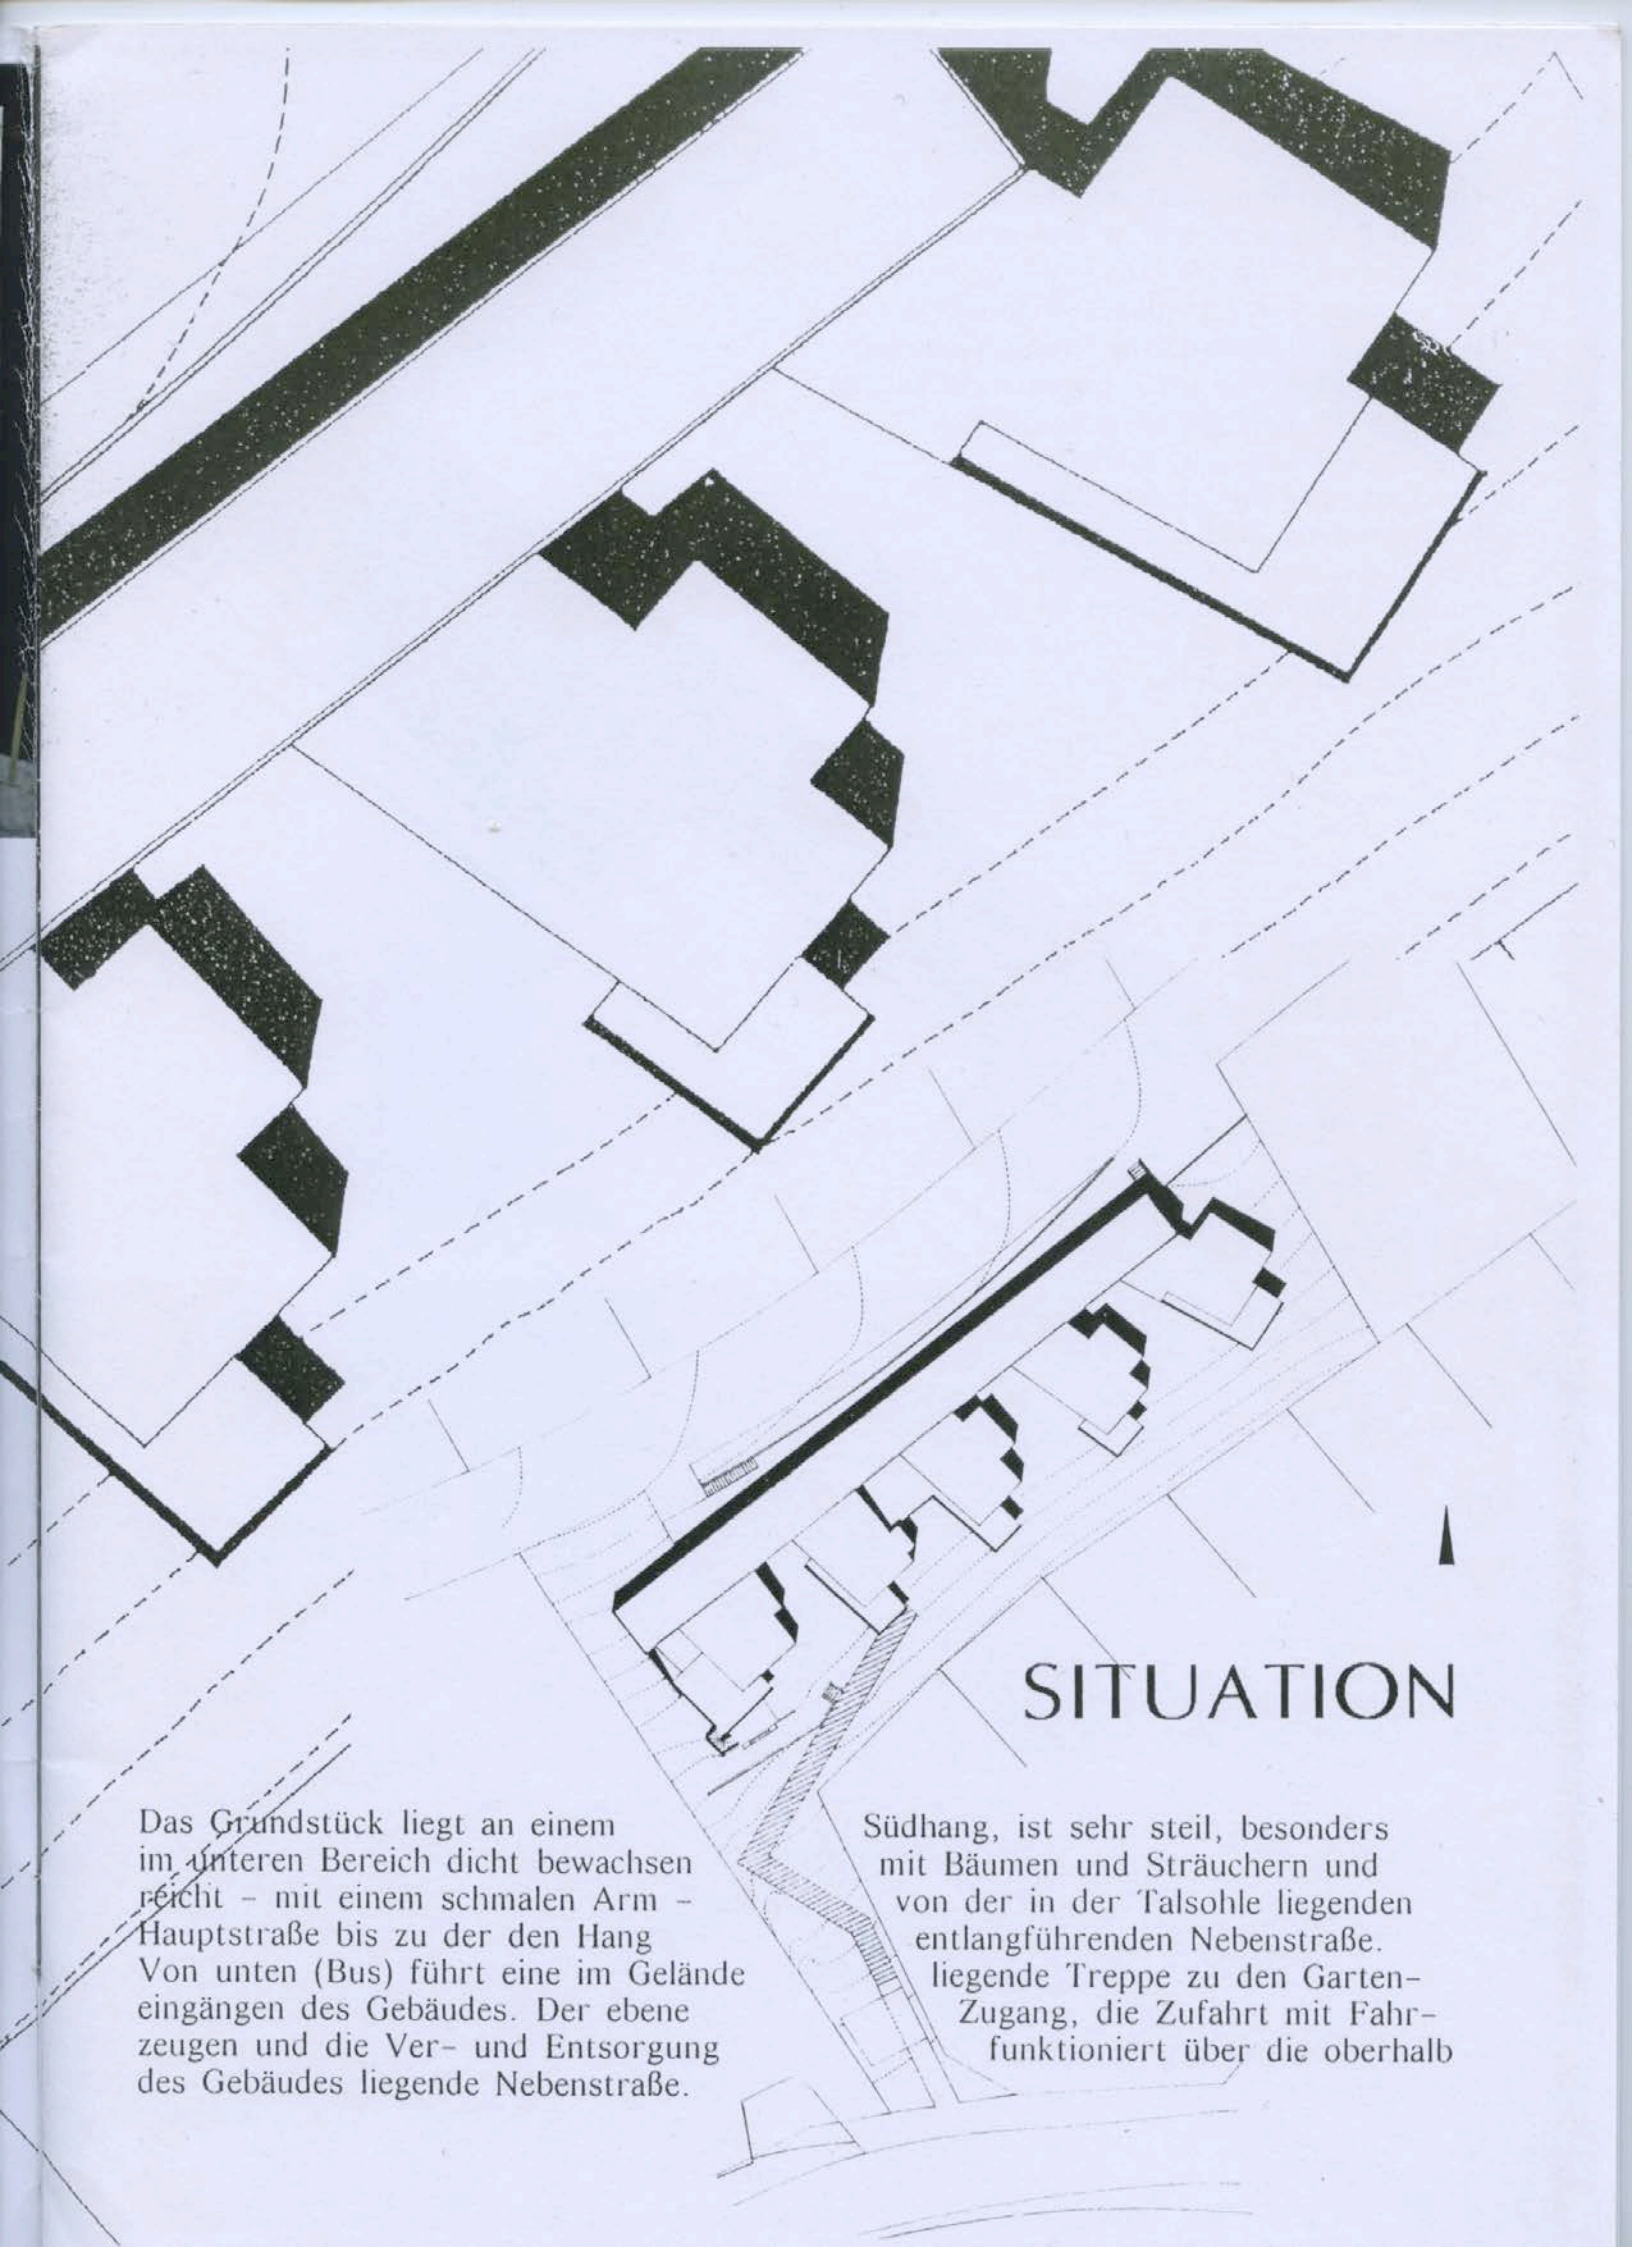 SITUATION
Das Grundstück liegt an einem Südhang, ist sehr steil, besonders
im unteren Bereich dicht bewachsen mit Bäumen und Sträuchern und
reicht – mit einem schmalen Arm – von der in der Talsohle liegenden
Hauptstraße bis zu der den Hang entlangführenden Nebenstraße.
Von unten (Bus) führt eine im Gelände liegende Treppe zu den Garten-
eingängen des Gebäudes. Der ebene Zugang, die Zufahrt mit Fahr-
zeugen und die Ver- und Entsorgung funktioniert über die oberhalb
des Gebäudes liegende Nebenstraße.